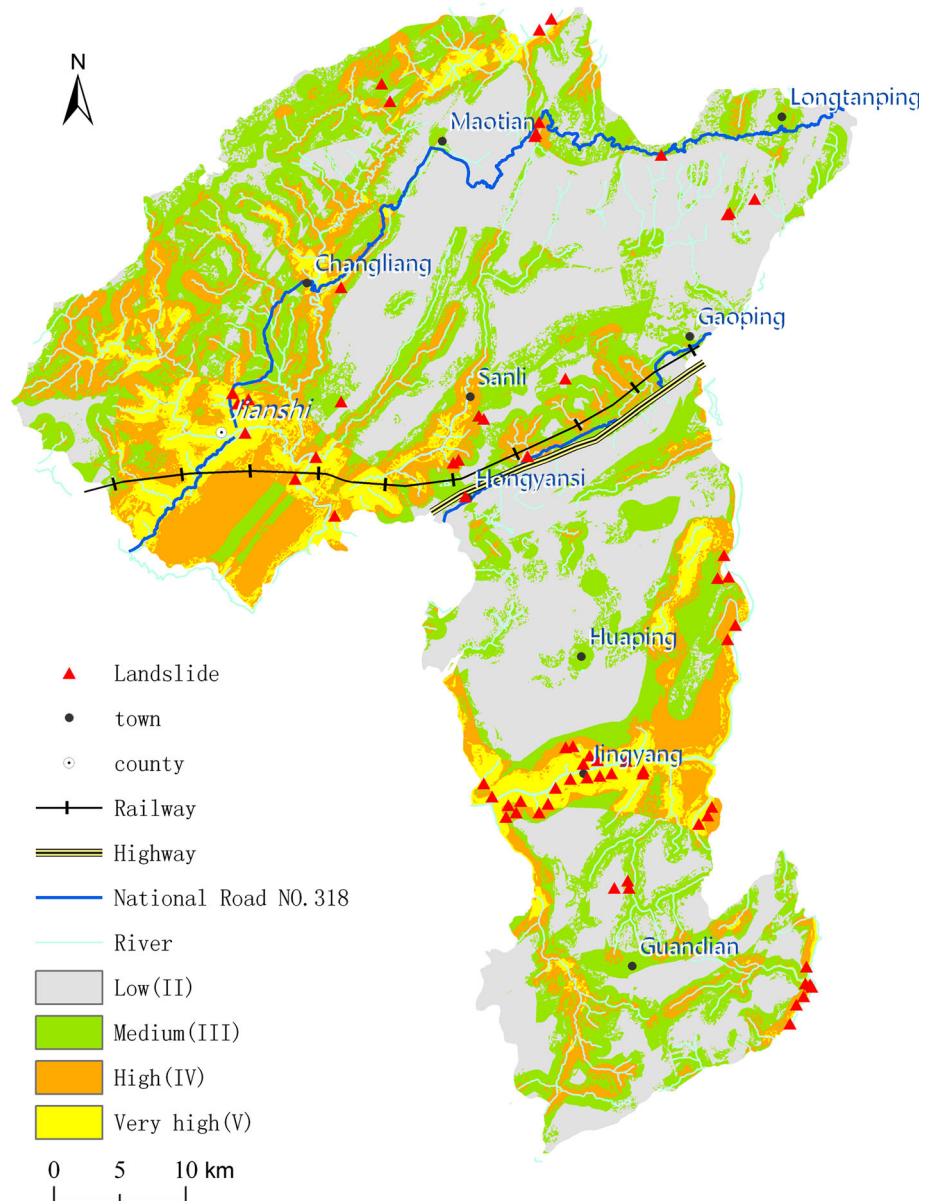 N
Longtanping
Maotian
Changliang
Gaoping
Sanli
Jianshi
Hongyansi
Huaping
Jingyang
Guandian
Landslide
town
county
Railway
Highway
National Road NO.318
River
Low(II)
Medium(III)
High(IV)
Very high(V)
0 5 10 km